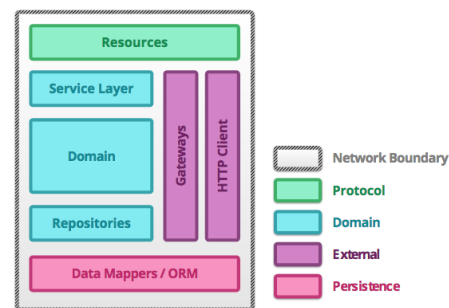 Resources
Service Layer
Domain
Repositories
Gateways
HTTP Client
Data Mappers / ORM
Network Boundary
Protocol
Domain
External
Persistence